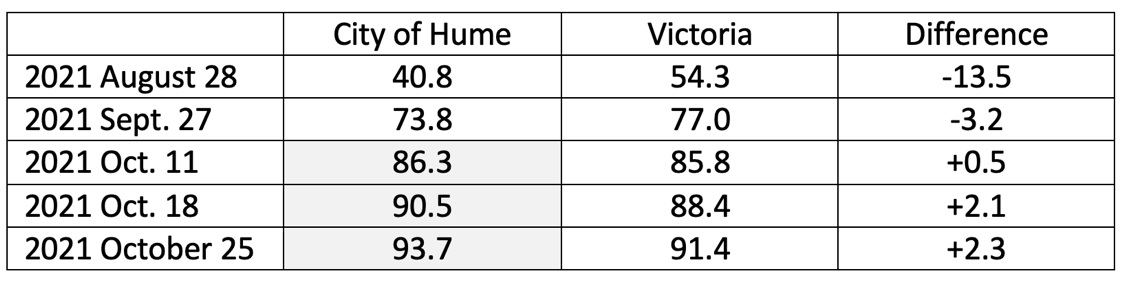 City of Hume Victoria Difference
2021 August 28 40.8 54.3 -13.5
2021 Sept. 27 73.8 77.0 -3.2
2021 Oct. 11 86.3 85.8 +0.5
2021 Oct. 18 90.5 88.4 +2.1
2021 October 25 93.7 91.4 +2.3